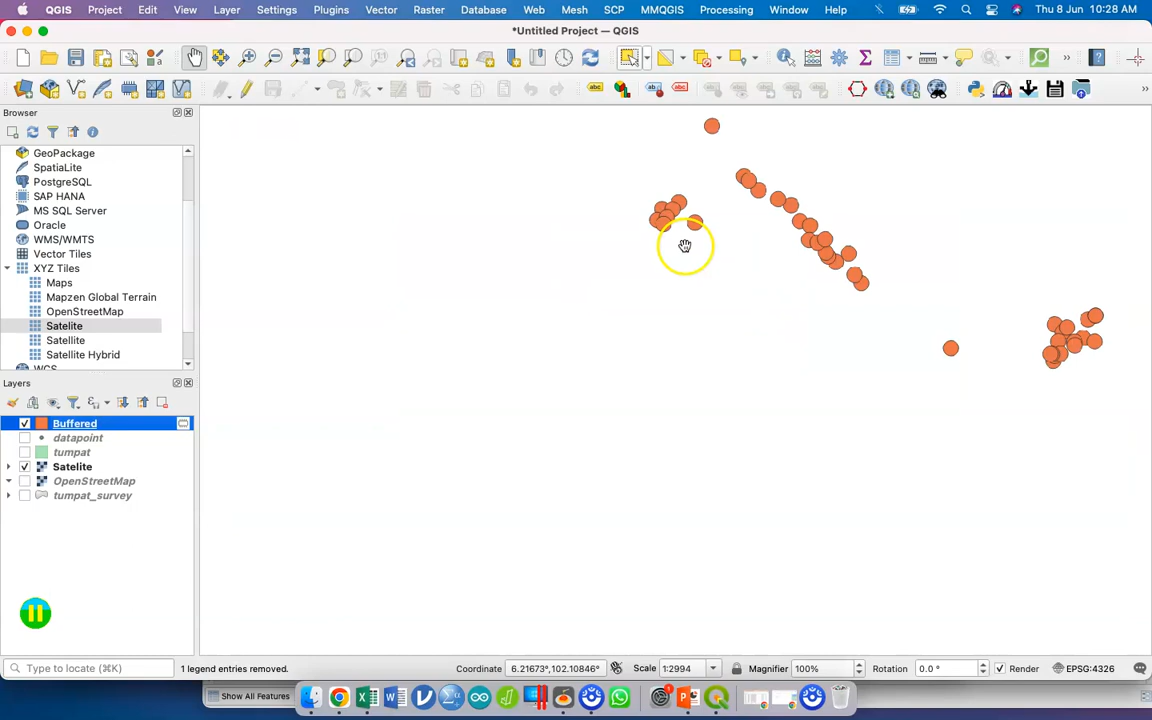 QGIS Project Edit View Layer Settings Plugins Vector Raster Database Web Mesh SCP MMQGIS Processing Window Help Thu 8 Jun 10:28 AM
*Untitled Project — QGIS
abc abc abc
Browser
GeoPackage
SpatiaLite
PostgreSQL
SAP HANA
MS SQL Server
Oracle
WMS/WMTS
Vector Tiles
XYZ Tiles
Maps
Mapzen Global Terrain
OpenStreetMap
Satelite
Satellite
Satellite Hybrid
WCS
Layers
Buffered
datapoint
tumpat
Satelite
OpenStreetMap
tumpat_survey
Type to locate (⌘K) 1 legend entries removed. Coordinate 6.21673°,102.10846° Scale 1:2994 Magnifier 100% Rotation 0.0 ° Render EPSG:4326
Show All Features